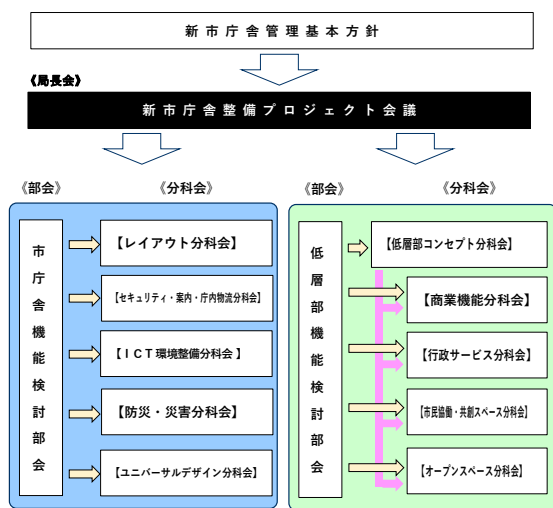 新市庁舎管理基本方針
《局長会》
新市庁舎整備プロジェクト会議
《部会》
《分科会》
市庁舎機能検討部会
【レイアウト分科会】
【セキュリティ・案内・庁内物流分科会】
【ICT環境整備分科会】
【防災・災害分科会】
【ユニバーサルデザイン分科会】
《部会》
《分科会》
低層部機能検討部会
【低層部コンセプト分科会】
【商業機能分科会】
【行政サービス分科会】
【市民協働・共創スペース分科会】
【オープンスペース分科会】